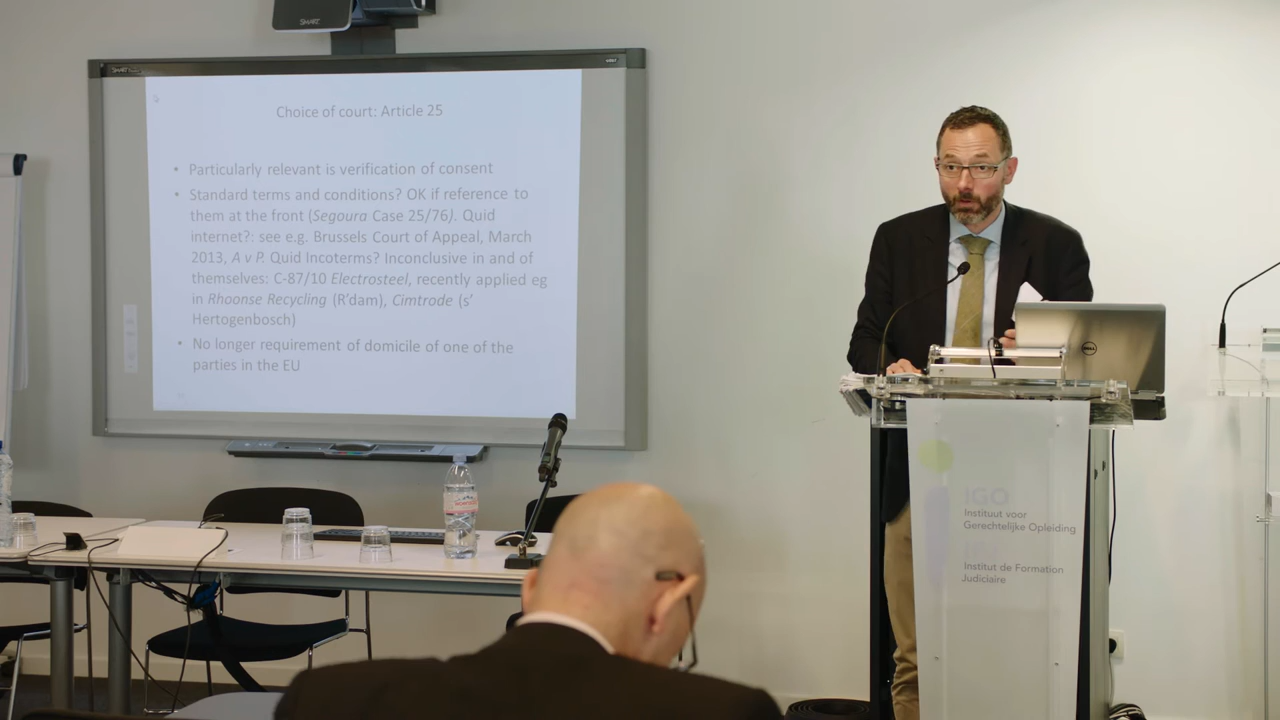 SMART
Choice of court: Article 25
• Particularly relevant is verification of consent
• Standard terms and conditions? OK if reference to
them at the front (Segoura Case 25/76). Quid
internet?: see e.g. Brussels Court of Appeal, March
2013, A v P. Quid Incoterms? Inconclusive in and of
themselves: C-87/10 Electrosteel, recently applied eg
in Rhoonse Recycling (R'dam), Cimtrode (s'
Hertogenbosch)
• No longer requirement of domicile of one of the
parties in the EU
DELL
IGO
Instituut voor
Gerechtelijke Opleiding
Institut de Formation
Judiciaire